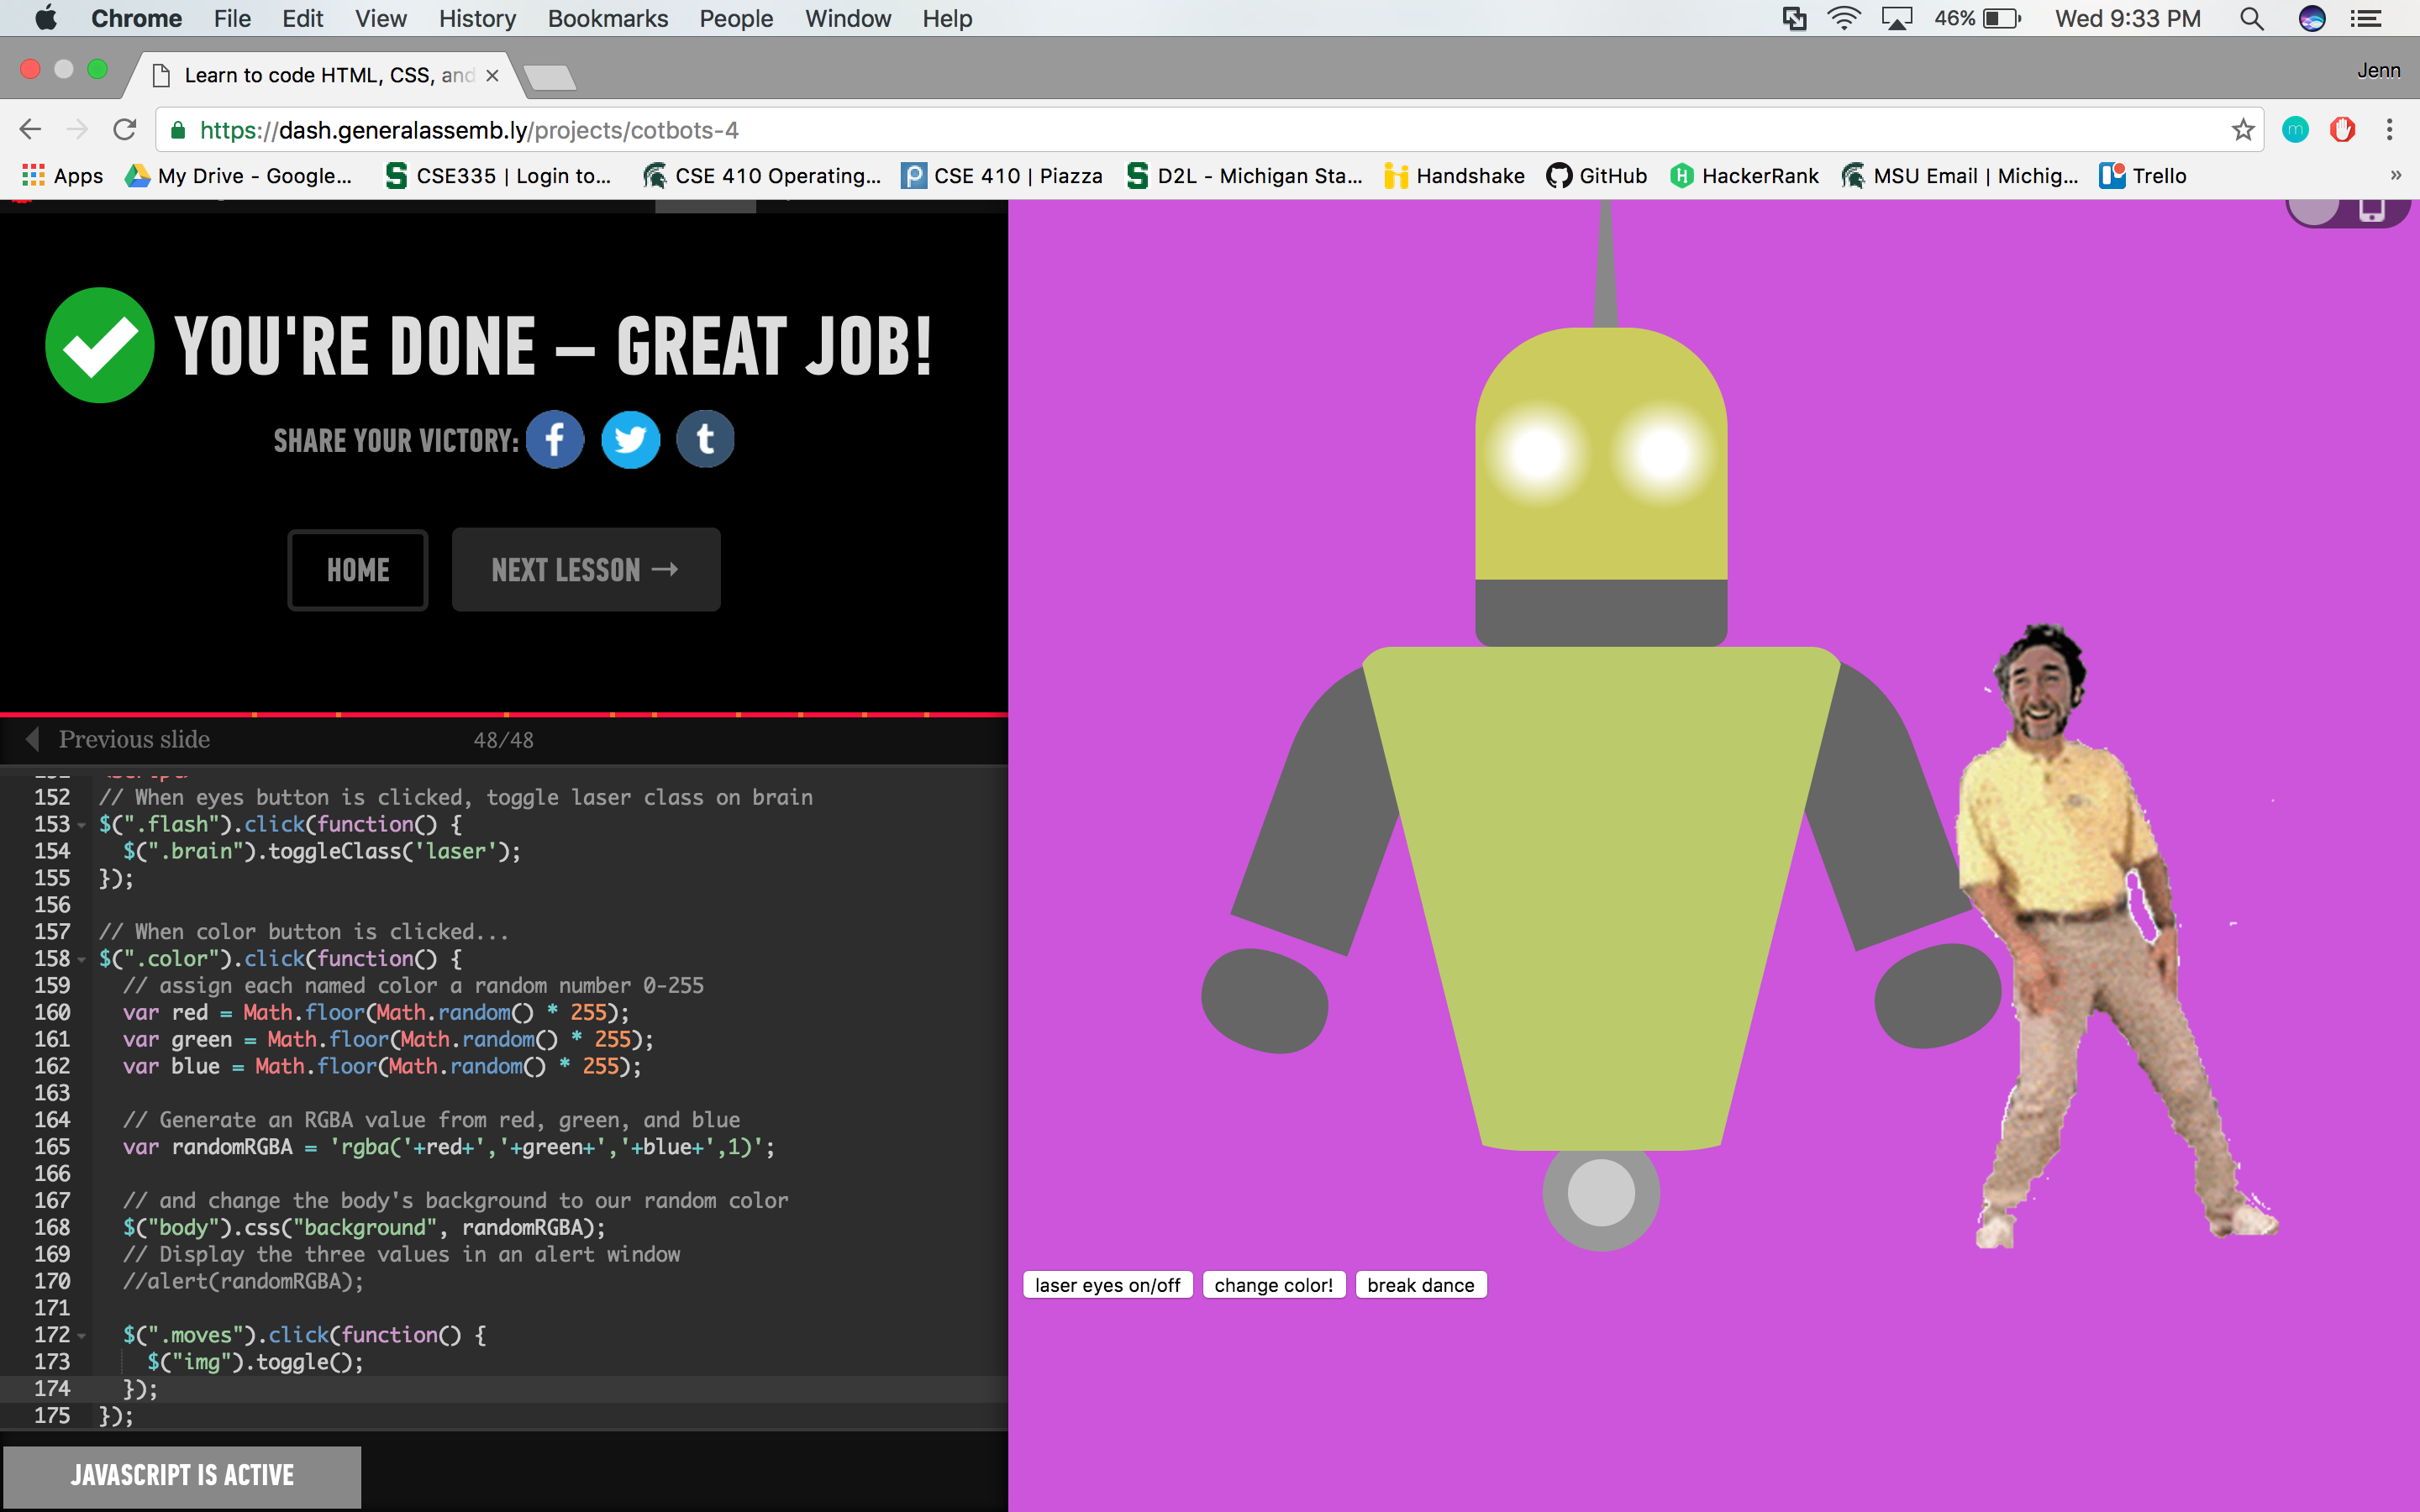 Chrome File Edit View History Bookmarks People Window Help 46% Wed 9:33 PM
Learn to code HTML, CSS, and
Jenn
https://dash.generalassemb.ly/projects/cotbots-4
Apps My Drive - Google... CSE335 | Login to... CSE 410 Operating... CSE 410 | Piazza D2L - Michigan Sta... Handshake GitHub HackerRank MSU Email | Michig... Trello »
YOU'RE DONE — GREAT JOB!
SHARE YOUR VICTORY:
HOME NEXT LESSON →
Previous slide 48/48
152 // When eyes button is clicked, toggle laser class on brain
153 $(".flash").click(function() {
154 $(".brain").toggleClass('laser');
155 });
156
157 // When color button is clicked...
158 $(".color").click(function() {
159 // assign each named color a random number 0-255
160 var red = Math.floor(Math.random() * 255);
161 var green = Math.floor(Math.random() * 255);
162 var blue = Math.floor(Math.random() * 255);
163
164 // Generate an RGBA value from red, green, and blue
165 var randomRGBA = 'rgba('+red+','+green+','+blue+',1)';
166
167 // and change the body's background to our random color
168 $("body").css("background", randomRGBA);
169 // Display the three values in an alert window
170 //alert(randomRGBA);
171
172 $(".moves").click(function() {
173 $("img").toggle();
174 });
175 });
JAVASCRIPT IS ACTIVE
laser eyes on/off change color! break dance